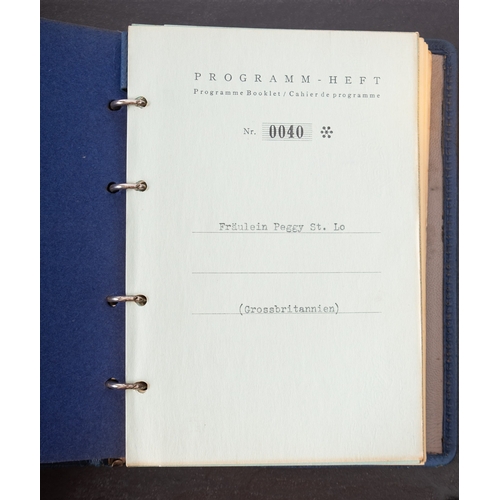 PROGRAMM - HEFT
Programme Booklet / Cahier de programme
Nr. 0040
Fräulein Peggy St. Lo
(Grossbritannien)